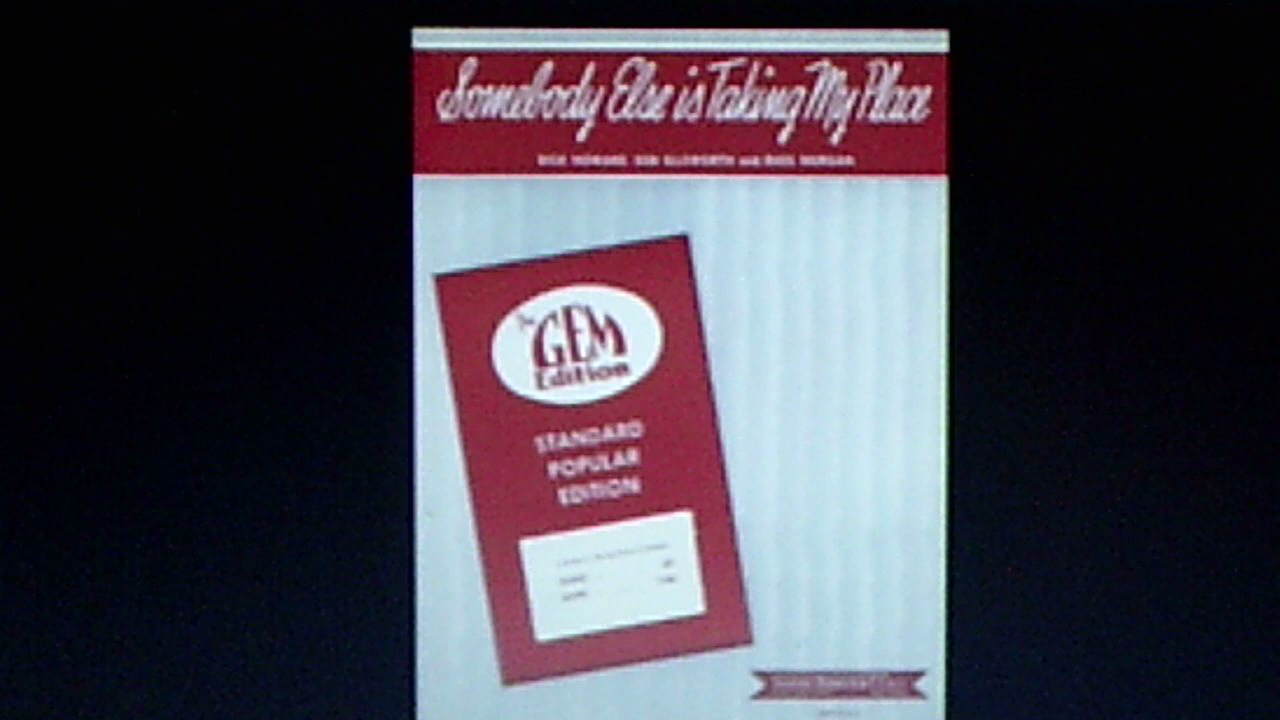 Somebody Else is Taking My Place
DICK HOWARD, BOB ELLSWORTH and RUSS MORGAN
The
GEM
Edition
STANDARD
POPULAR
EDITION